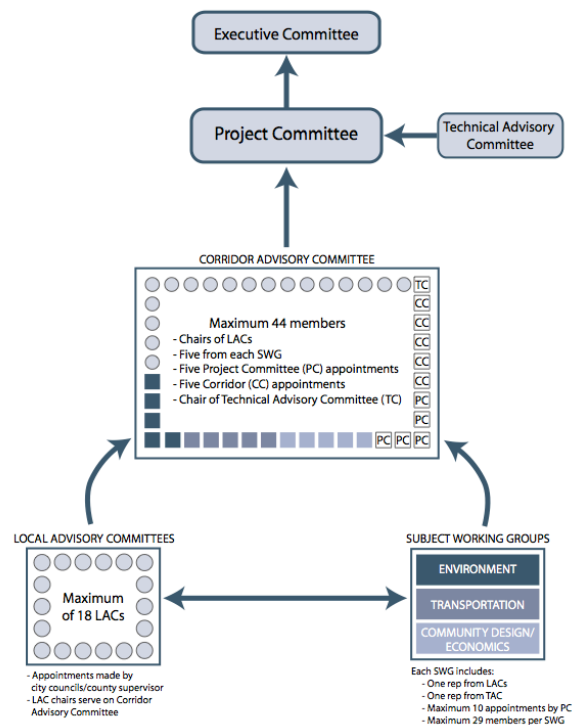 Executive Committee
Project Committee
Technical Advisory
Committee
CORRIDOR ADVISORY COMMITTEE
TC
CC
CC
CC
CC
CC
PC
PC
PC PC PC
Maximum 44 members
- Chairs of LACs
- Five from each SWG
- Five Project Committee (PC) appointments
- Five Corridor (CC) appointments
- Chair of Technical Advisory Committee (TC)
LOCAL ADVISORY COMMITTEES
Maximum
of 18 LACs
- Appointments made by
city councils/county supervisor
- LAC chairs serve on Corridor
Advisory Committee
SUBJECT WORKING GROUPS
ENVIRONMENT
TRANSPORTATION
COMMUNITY DESIGN/
ECONOMICS
Each SWG includes:
- One rep from LACs
- One rep from TAC
- Maximum 10 appointments by PC
- Maximum 29 members per SWG